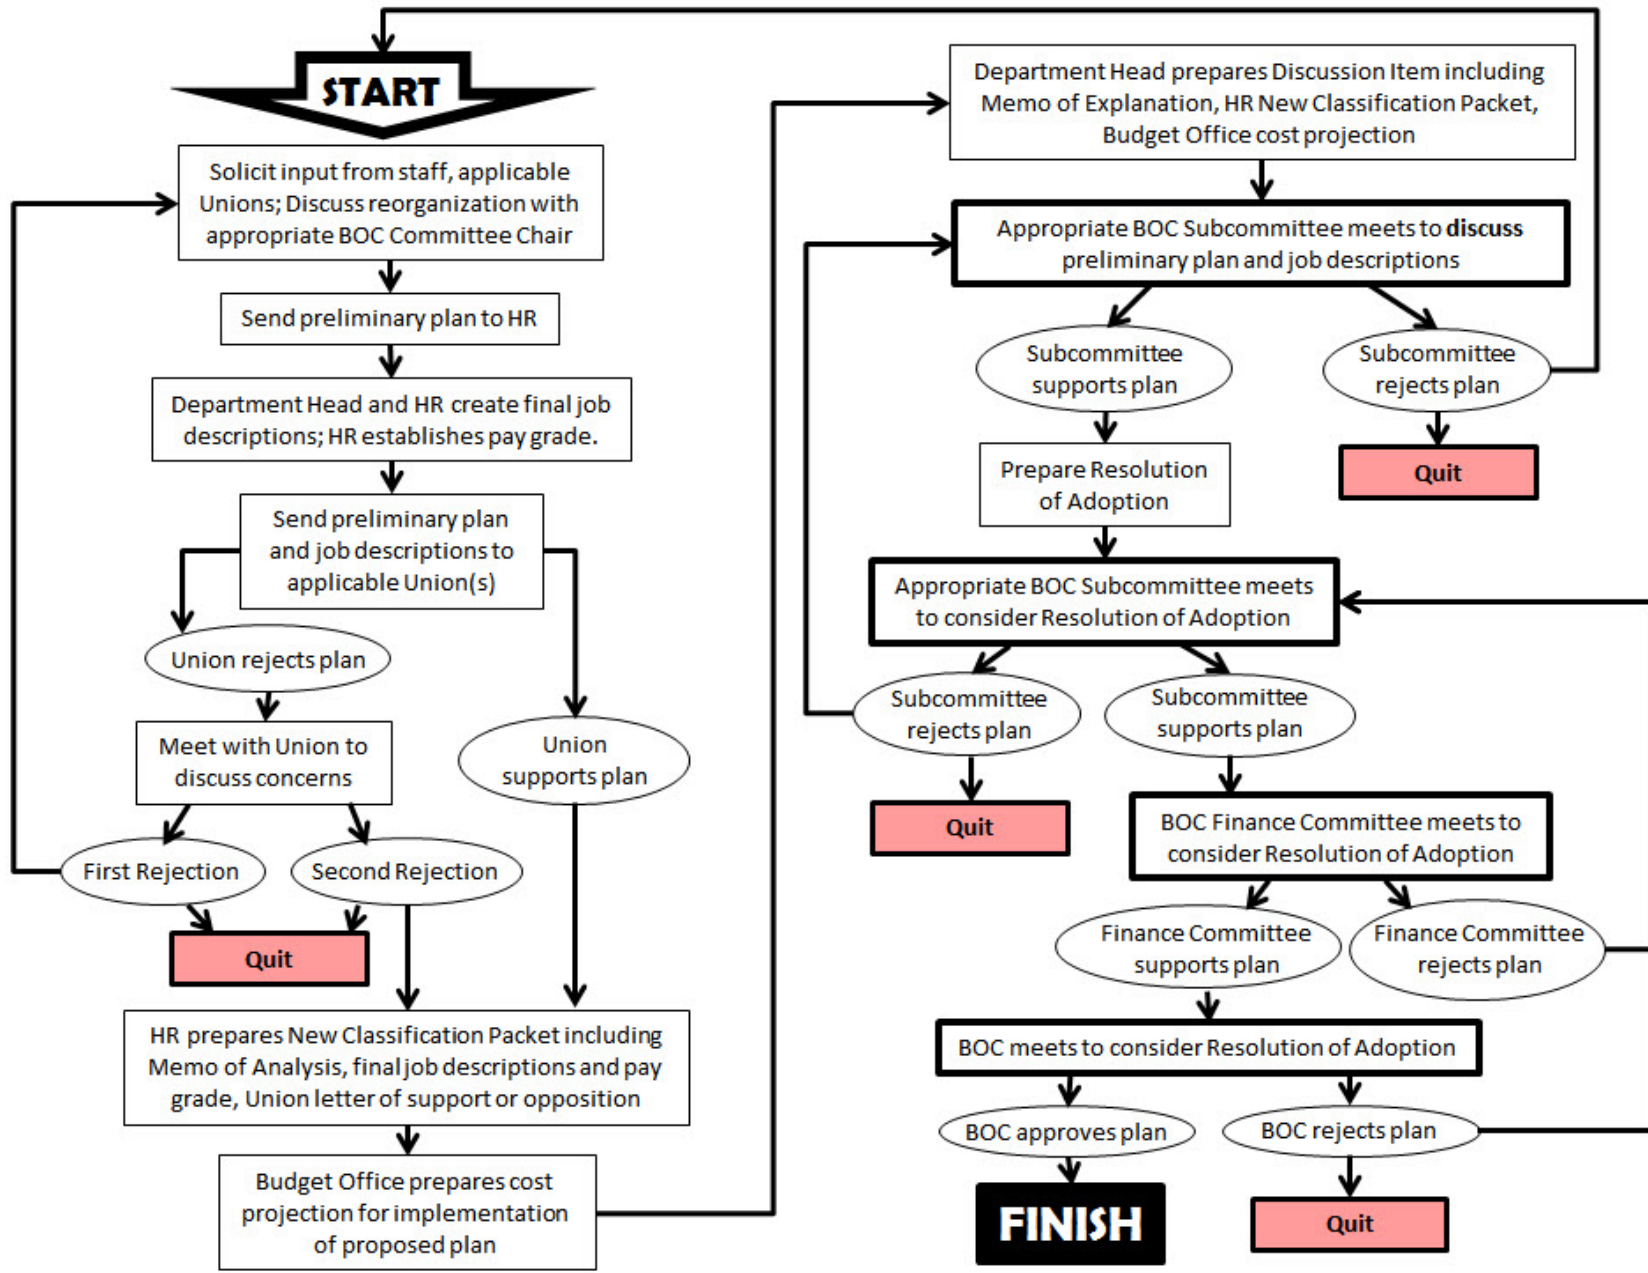 START
Solicit input from staff, applicable
Unions; Discuss reorganization with
appropriate BOC Committee Chair
Send preliminary plan to HR
Department Head and HR create final job
descriptions; HR establishes pay grade.
Send preliminary plan
and job descriptions to
applicable Union(s)
Union rejects plan
Meet with Union to
discuss concerns
Union
supports plan
First Rejection
Second Rejection
Quit
HR prepares New Classification Packet including
Memo of Analysis, final job descriptions and pay
grade, Union letter of support or opposition
Budget Office prepares cost
projection for implementation
of proposed plan
Department Head prepares Discussion Item including
Memo of Explanation, HR New Classification Packet,
Budget Office cost projection
Appropriate BOC Subcommittee meets to discuss
preliminary plan and job descriptions
Subcommittee
supports plan
Subcommittee
rejects plan
Quit
Prepare Resolution
of Adoption
Appropriate BOC Subcommittee meets
to consider Resolution of Adoption
Subcommittee
rejects plan
Subcommittee
supports plan
Quit
BOC Finance Committee meets to
consider Resolution of Adoption
Finance Committee
supports plan
Finance Committee
rejects plan
BOC meets to consider Resolution of Adoption
BOC approves plan
BOC rejects plan
FINISH
Quit